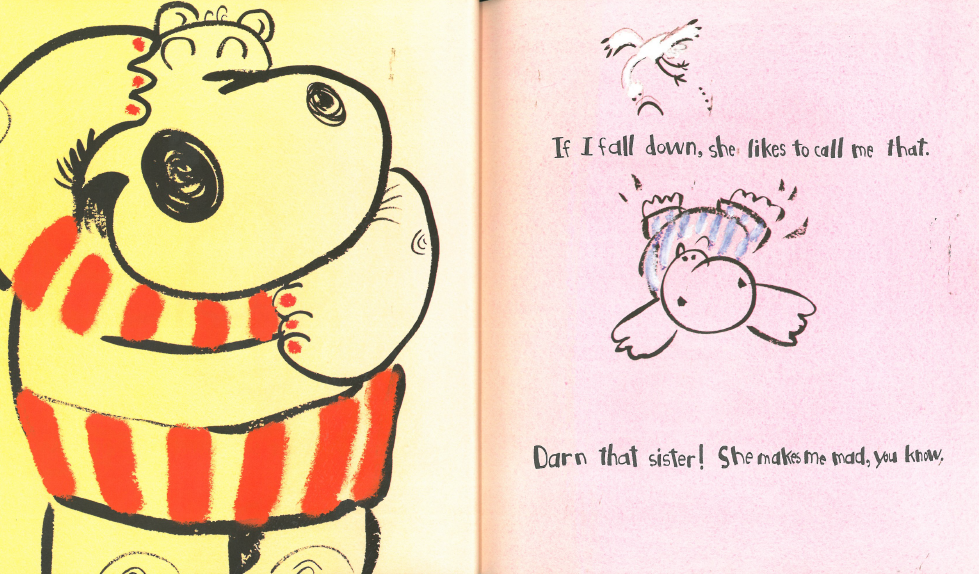 If I fall down, she likes to call me that.
Darn that sister! She makes me mad, you know,